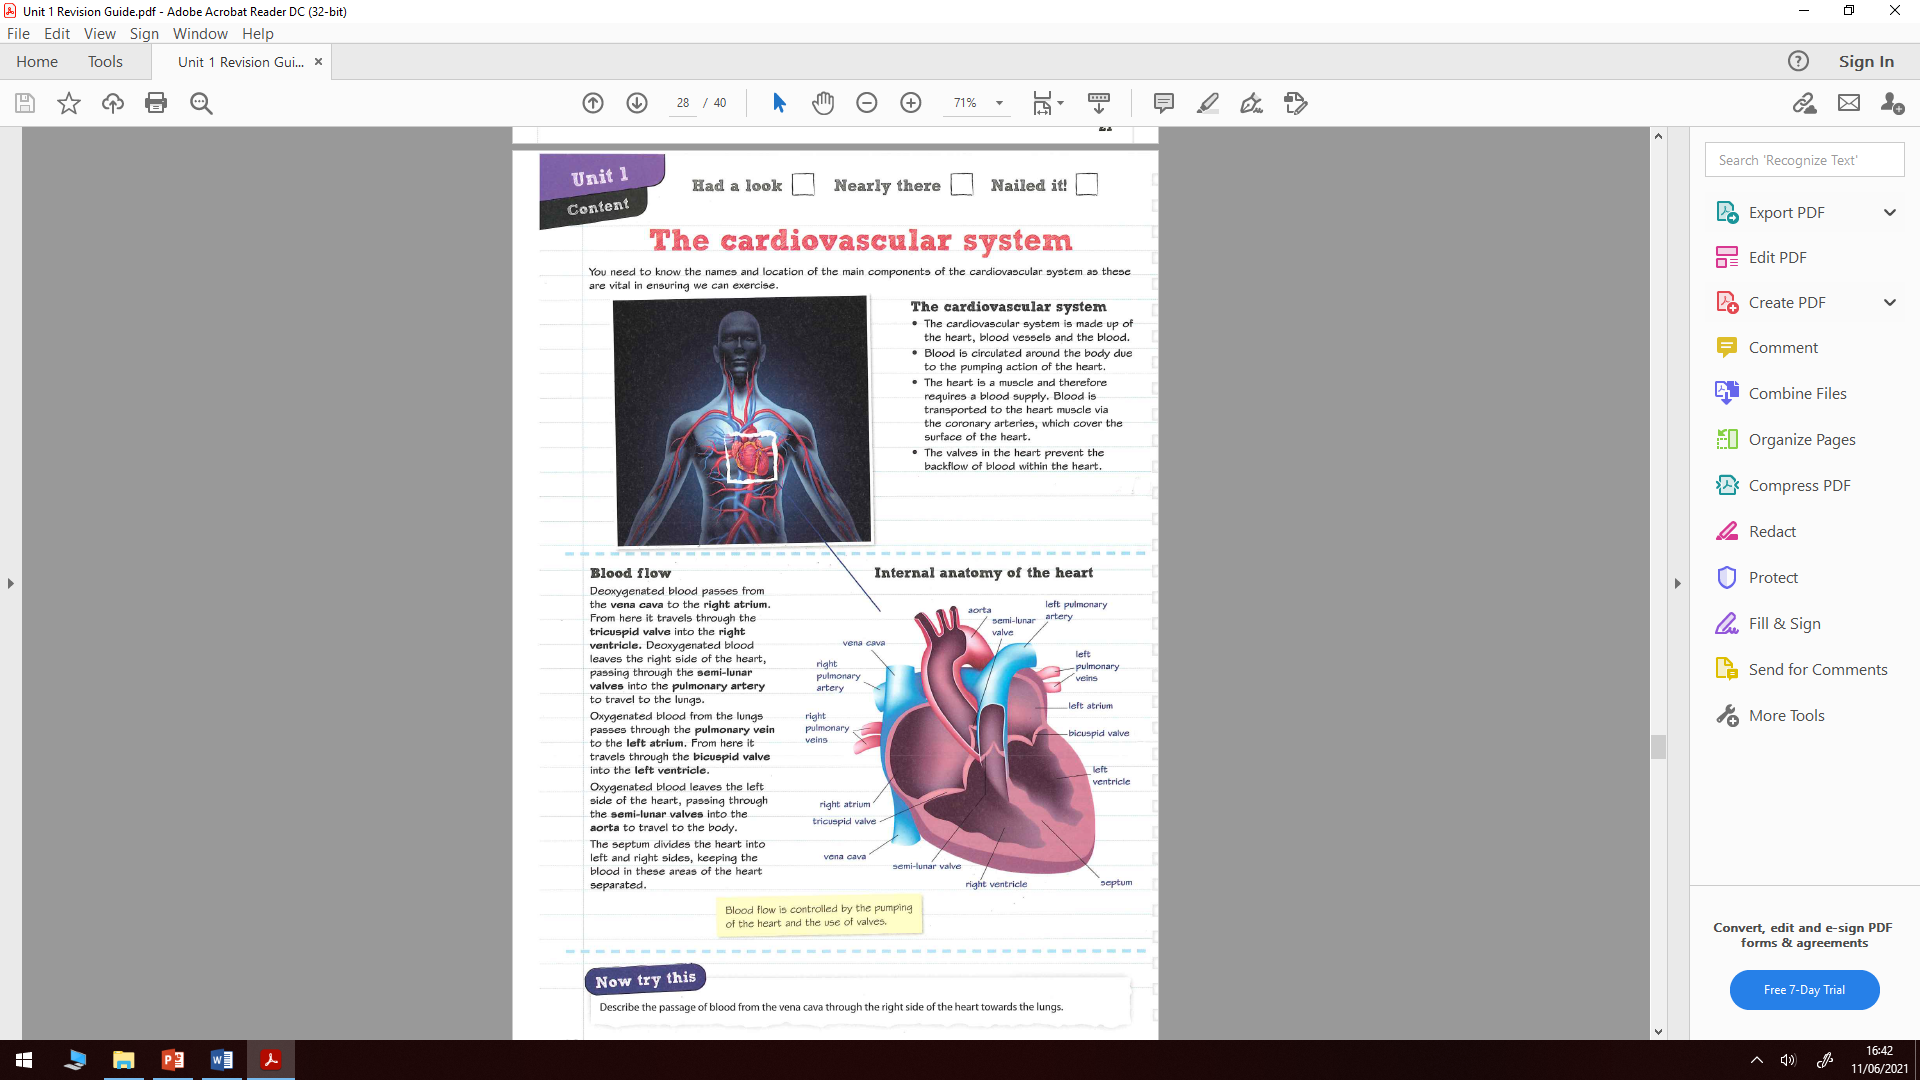 Unit 1 Revision Guide.pdf - Adobe Acrobat Reader DC (32-bit)
File Edit View Sign Window Help
Home Tools Unit 1 Revision Gui... × Sign In
28 / 40 71%
Unit 1
Content
Had a look Nearly there Nailed it!
The cardiovascular system
You need to know the names and location of the main components of the cardiovascular system as these
are vital in ensuring we can exercise.
The cardiovascular system
• The cardiovascular system is made up of
the heart, blood vessels and the blood.
• Blood is circulated around the body due
to the pumping action of the heart.
• The heart is a muscle and therefore
requires a blood supply. Blood is
transported to the heart muscle via
the coronary arteries, which cover the
surface of the heart.
• The valves in the heart prevent the
backflow of blood within the heart.
Blood flow
Deoxygenated blood passes from
the vena cava to the right atrium.
From here it travels through the
tricuspid valve into the right
ventricle. Deoxygenated blood
leaves the right side of the heart,
passing through the semi-lunar
valves into the pulmonary artery
to travel to the lungs.
Oxygenated blood from the lungs
passes through the pulmonary vein
to the left atrium. From here it
travels through the bicuspid valve
into the left ventricle.
Oxygenated blood leaves the left
side of the heart, passing through
the semi-lunar valves into the
aorta to travel to the body.
The septum divides the heart into
left and right sides, keeping the
blood in these areas of the heart
separated.
Internal anatomy of the heart
aorta
left pulmonary
artery
semi-lunar
valve
vena cava
right
pulmonary
artery
left
pulmonary
veins
left atrium
right
pulmonary
veins
bicuspid valve
left
ventricle
right atrium
tricuspid valve
vena cava
semi-lunar valve
right ventricle
septum
Blood flow is controlled by the pumping
of the heart and the use of valves.
Now try this
Describe the passage of blood from the vena cava through the right side of the heart towards the lungs.
Search 'Recognize Text'
Export PDF
Edit PDF
Create PDF
Comment
Combine Files
Organize Pages
Compress PDF
Redact
Protect
Fill & Sign
Send for Comments
More Tools
Convert, edit and e-sign PDF
forms & agreements
Free 7-Day Trial
16:42
11/06/2021